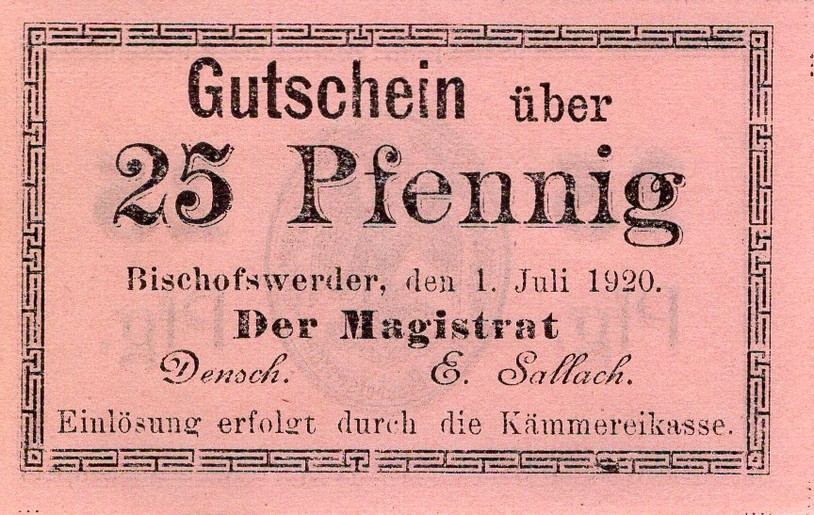 Gutschein über
25 Pfennig
Bischofswerder, den 1. Juli 1920.
Der Magistrat
Densch. E. Sallach.
Einlösung erfolgt durch die Kämmereikasse.